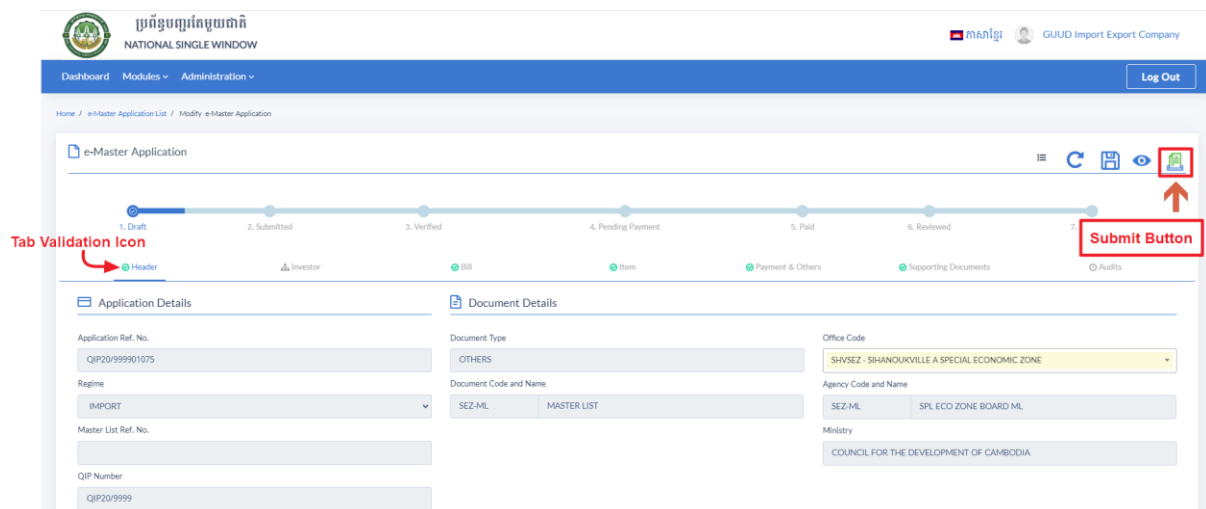 ប្រព័ន្ធបញ្ជរតែមួយជាតិ
NATIONAL SINGLE WINDOW
ភាសាខ្មែរ GUUD Import Export Company
Dashboard Modules Administration Log Out
Home / e-Master Application List / Modify e-Master Application
e-Master Application
1. Draft 2. Submitted 3. Verified 4. Pending Payment 5. Paid 6. Reviewed 7.
Submit Button
Tab Validation Icon
Header Investor Bill Item Payment & Others Supporting Documents Audits
Application Details Document Details
Application Ref. No. Document Type Office Code
QIP20/999901075 OTHERS SHVSEZ - SIHANOUKVILLE A SPECIAL ECONOMIC ZONE
Regime Document Code and Name Agency Code and Name
IMPORT SEZ-ML MASTER LIST SEZ-ML SPL ECO ZONE BOARD ML
Master List Ref. No. Ministry
COUNCIL FOR THE DEVELOPMENT OF CAMBODIA
QIP Number
QIP20/9999